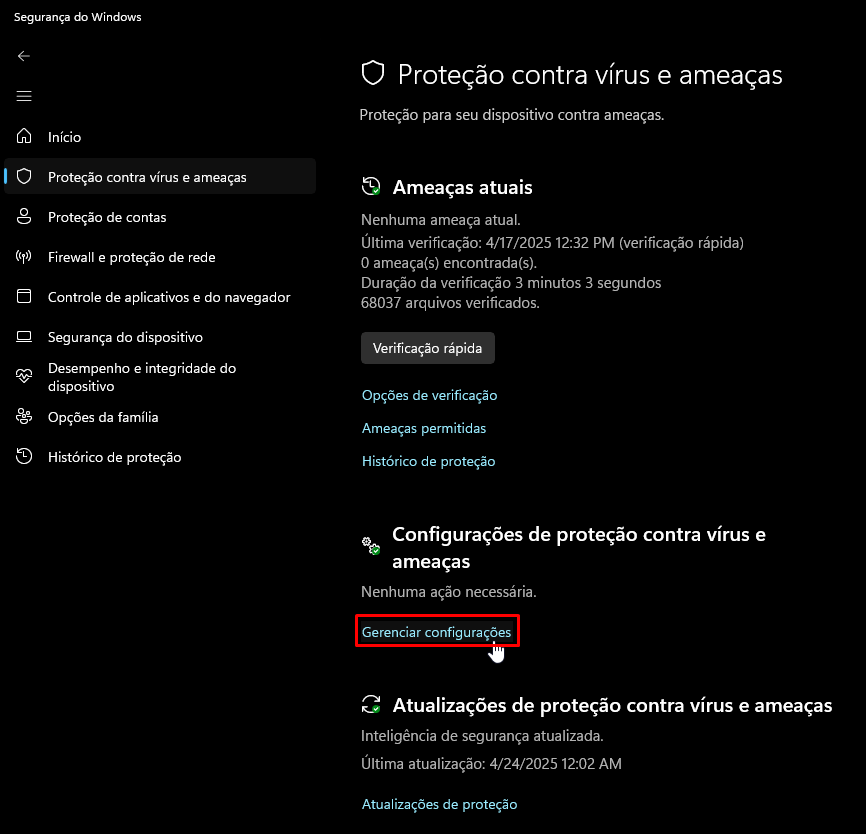 Segurança do Windows
Início
Proteção contra vírus e ameaças
Proteção de contas
Firewall e proteção de rede
Controle de aplicativos e do navegador
Segurança do dispositivo
Desempenho e integridade do
dispositivo
Opções da família
Histórico de proteção
Proteção contra vírus e ameaças
Proteção para seu dispositivo contra ameaças.
Ameaças atuais
Nenhuma ameaça atual.
Última verificação: 4/17/2025 12:32 PM (verificação rápida)
0 ameaça(s) encontrada(s).
Duração da verificação 3 minutos 3 segundos
68037 arquivos verificados.
Verificação rápida
Opções de verificação
Ameaças permitidas
Histórico de proteção
Configurações de proteção contra vírus e
ameaças
Nenhuma ação necessária.
Gerenciar configurações
Atualizações de proteção contra vírus e ameaças
Inteligência de segurança atualizada.
Última atualização: 4/24/2025 12:02 AM
Atualizações de proteção